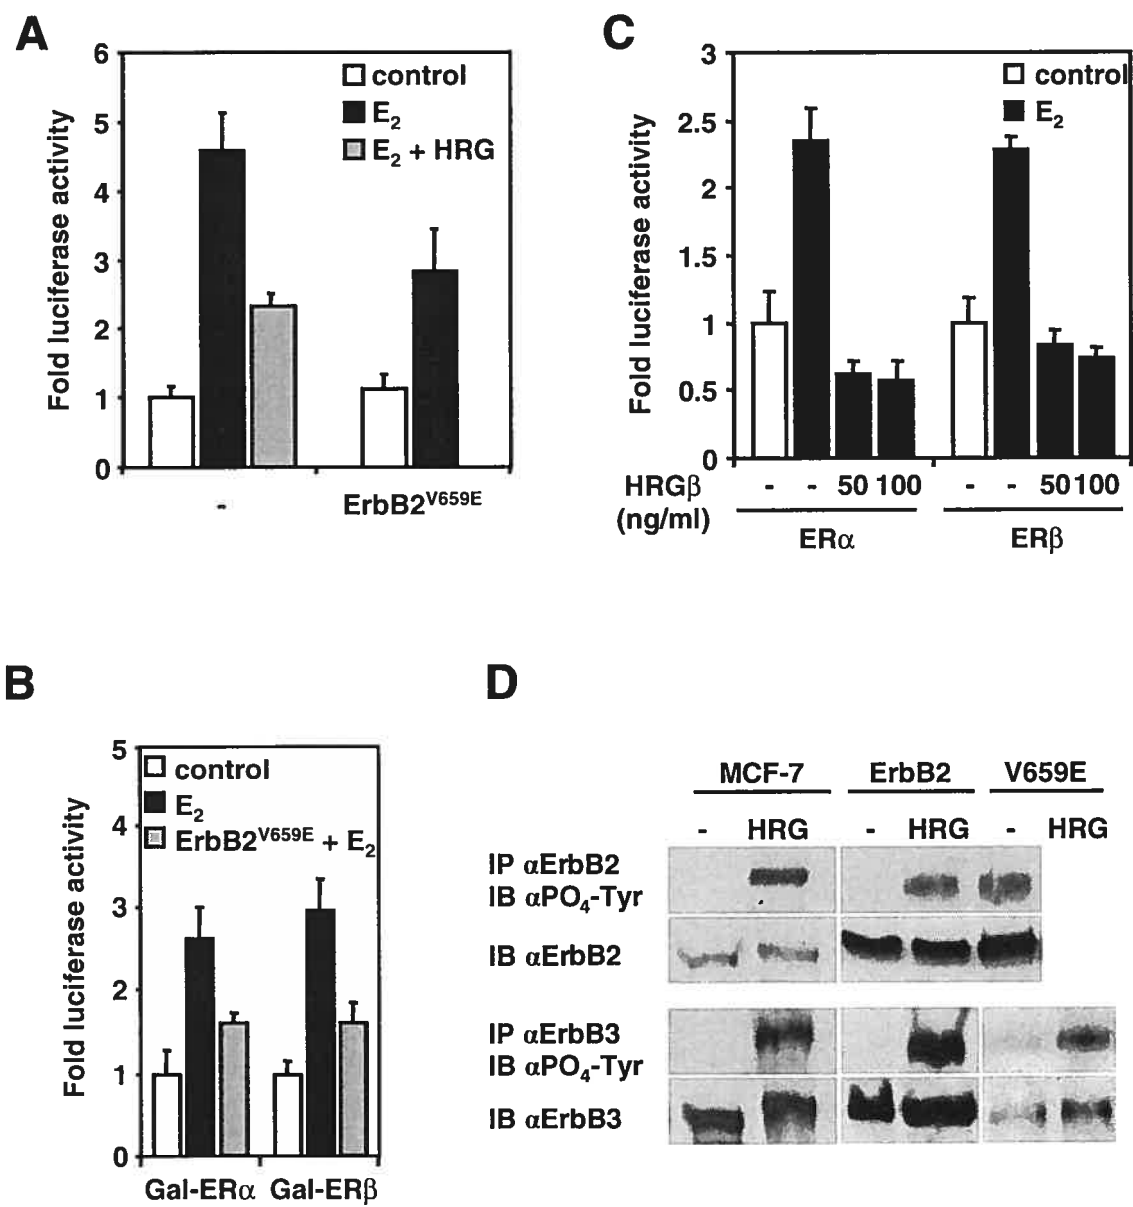 A
6
5
4
3
2
1
0
Fold luciferase activity
control
E2
E2 + HRG
-
ErbB2V659E
C
3
2.5
2
1.5
1
0.5
0
Fold luciferase activity
control
E2
HRGβ - - 50 100 - - 50 100
(ng/ml)
ERα ERβ
B
5
4
3
2
1
0
Fold luciferase activity
control
E2
ErbB2V659E + E2
Gal-ERα Gal-ERβ
D
MCF-7 ErbB2 V659E
- HRG - HRG - HRG
IP αErbB2
IB αPO4-Tyr
IB αErbB2
IP αErbB3
IB αPO4-Tyr
IB αErbB3